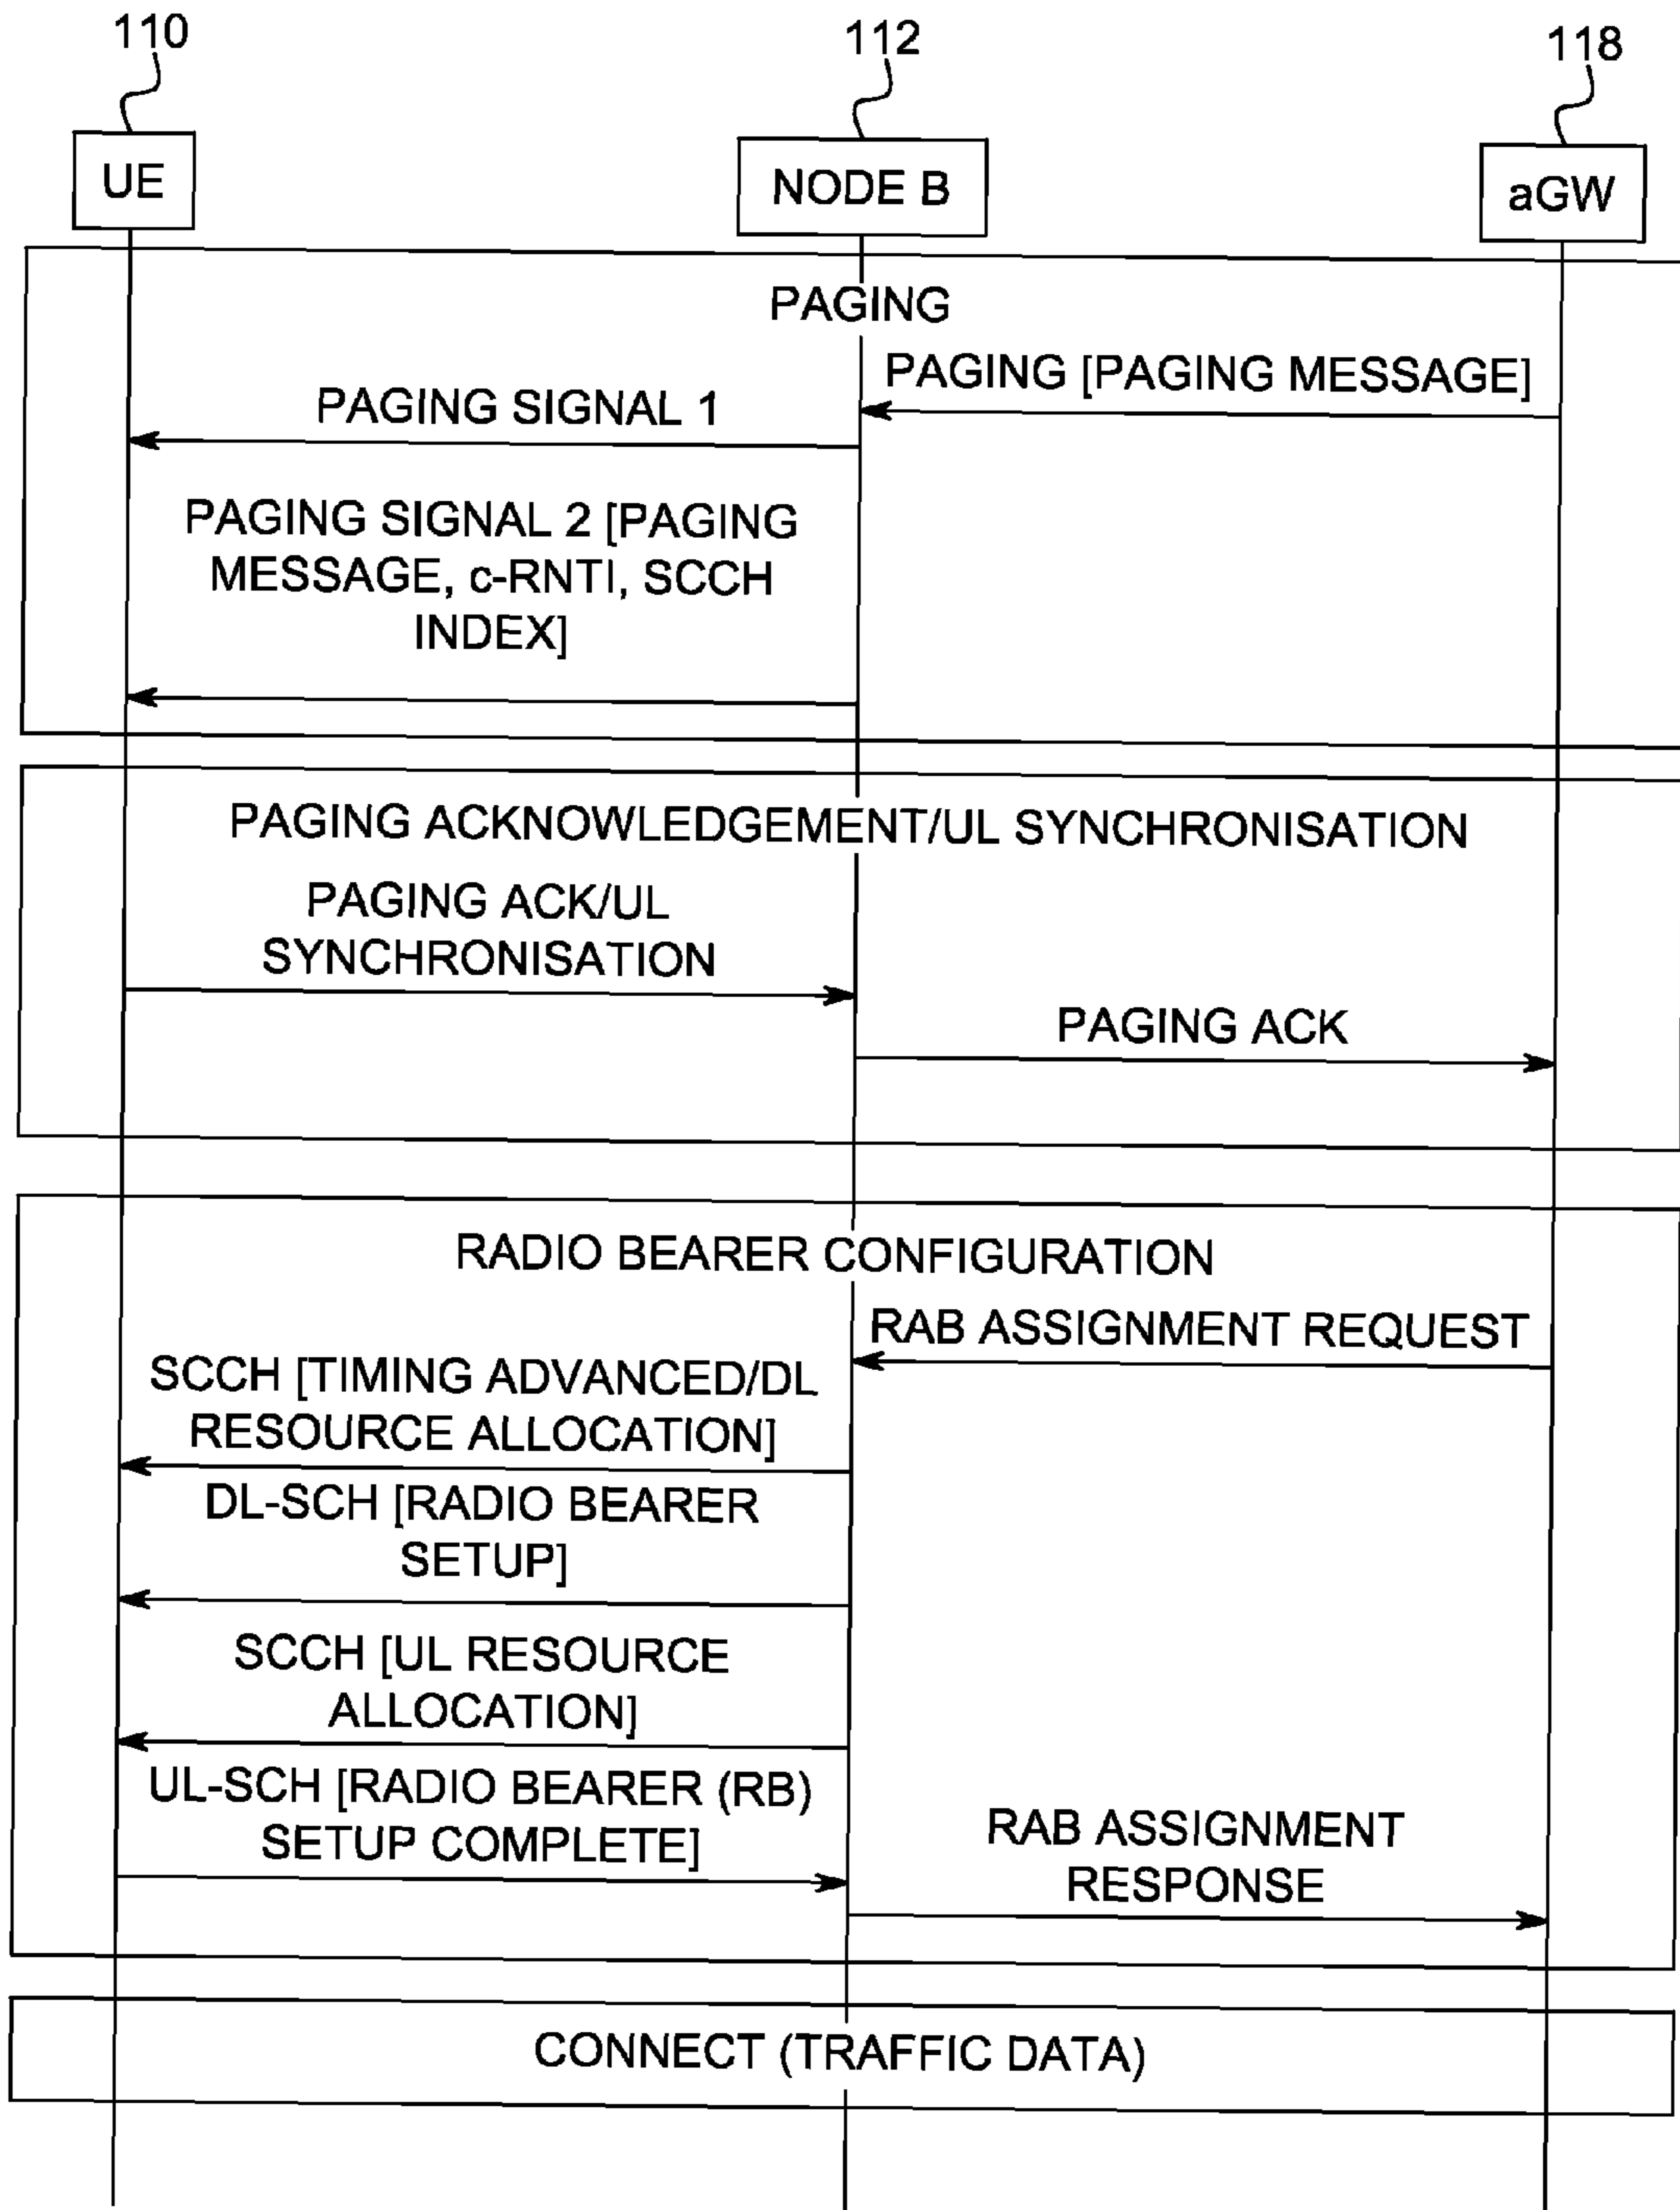 110
112
118
UE
NODE B
aGW
PAGING
PAGING [PAGING MESSAGE]
PAGING SIGNAL 1
PAGING SIGNAL 2 [PAGING
MESSAGE, c-RNTI, SCCH
INDEX]
PAGING ACKNOWLEDGEMENT/UL SYNCHRONISATION
PAGING ACK/UL
SYNCHRONISATION
PAGING ACK
RADIO BEARER CONFIGURATION
RAB ASSIGNMENT REQUEST
SCCH [TIMING ADVANCED/DL
RESOURCE ALLOCATION]
DL-SCH [RADIO BEARER
SETUP]
SCCH [UL RESOURCE
ALLOCATION]
UL-SCH [RADIO BEARER (RB)
SETUP COMPLETE]
RAB ASSIGNMENT
RESPONSE
CONNECT (TRAFFIC DATA)